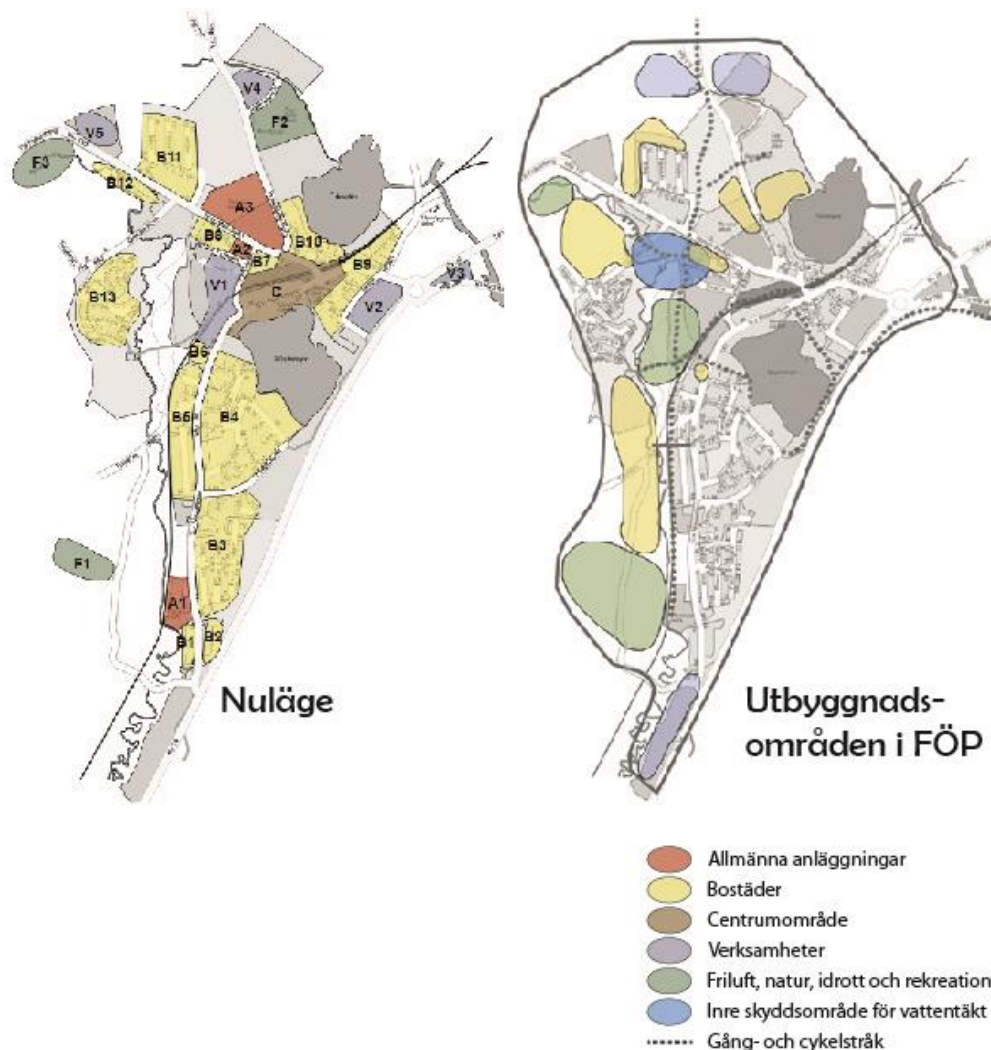 V4
F2
V5
F3
B11
B12
A3
B8
A2
B7
B10
B9
V1
C
V3
V2
B13
B6
B5
B4
B3
F1
A1
B1
B2
Nuläge
Utbyggnads-
områden i FÖP
Allmänna anläggningar
Bostäder
Centrumområde
Verksamheter
Friluft, natur, idrott och rekreation
Inre skyddsområde för vattentäkt
Gång- och cykelstråk